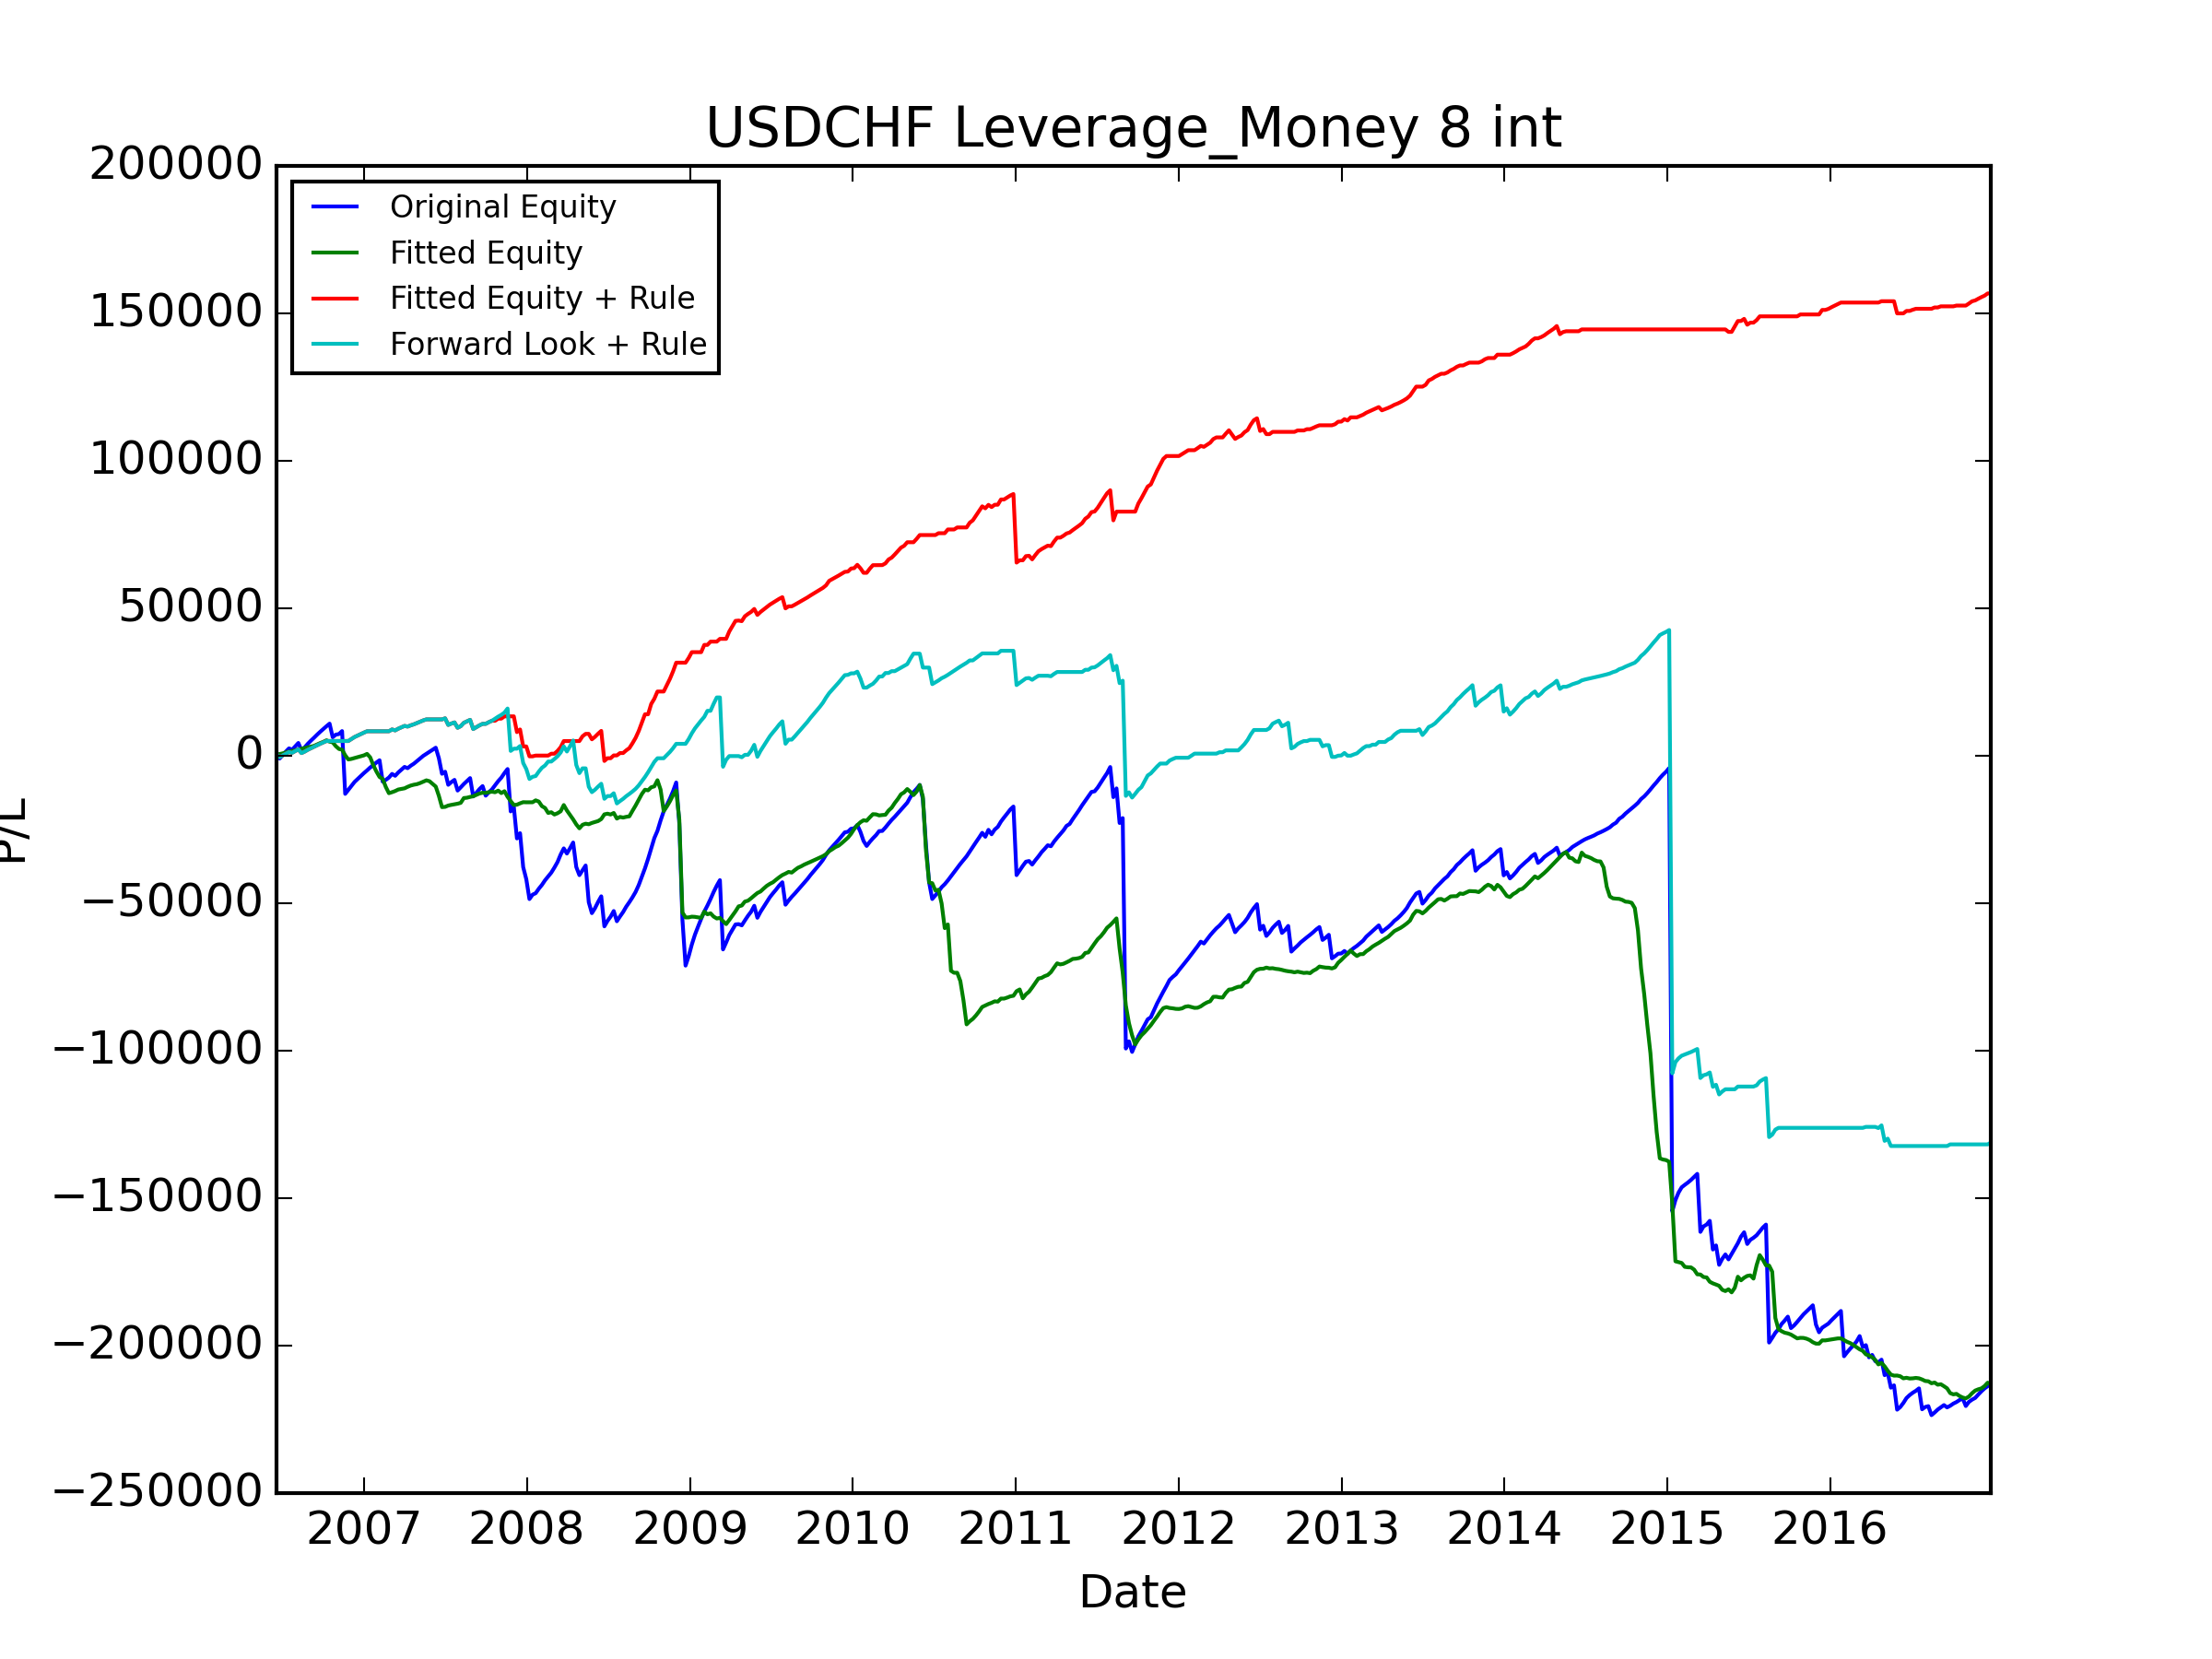 USDCHF Leverage_Money 8 int
200000
150000
100000
50000
0
−50000
−100000
−150000
−200000
−250000
P/L
Original Equity
Fitted Equity
Fitted Equity + Rule
Forward Look + Rule
2007 2008 2009 2010 2011 2012 2013 2014 2015 2016
Date